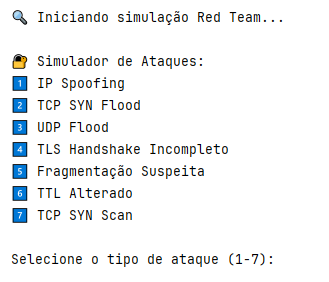 🔍 Iniciando simulação Red Team...
🔐 Simulador de Ataques:
1️⃣ IP Spoofing
2️⃣ TCP SYN Flood
3️⃣ UDP Flood
4️⃣ TLS Handshake Incompleto
5️⃣ Fragmentação Suspeita
6️⃣ TTL Alterado
7️⃣ TCP SYN Scan
Selecione o tipo de ataque (1-7):